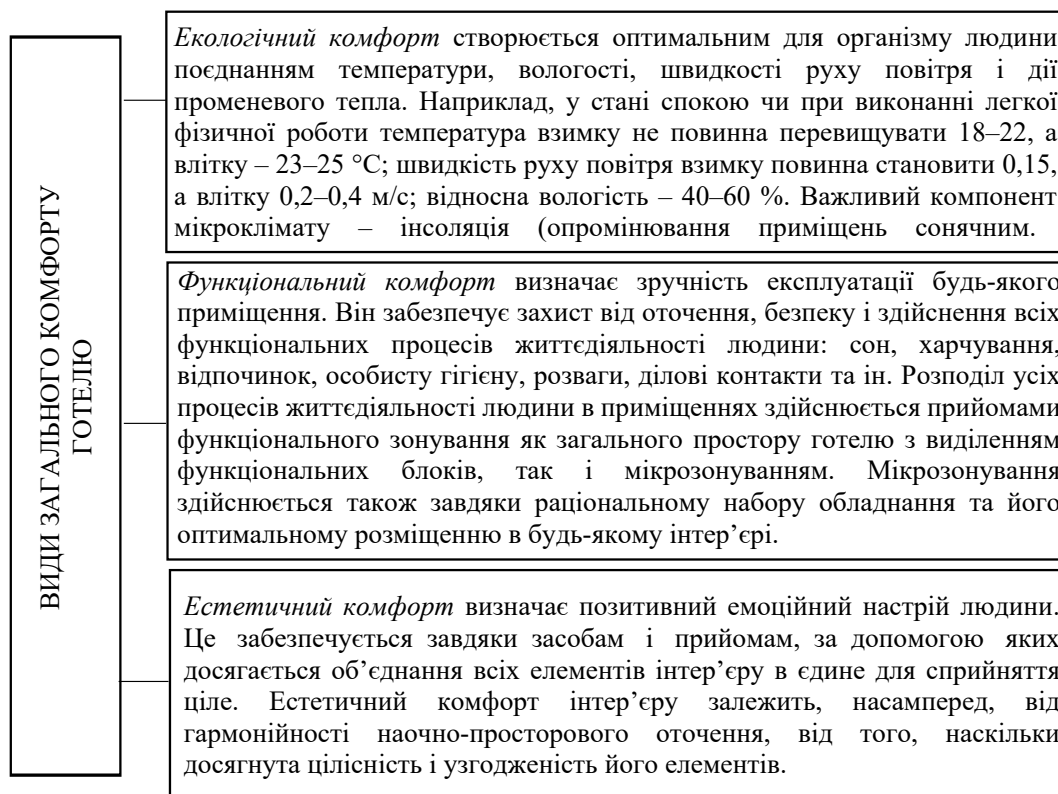 ВИДИ ЗАГАЛЬНОГО КОМФОРТУ
ГОТЕЛЮ
Екологічний комфорт створюється оптимальним для організму людини
поєднанням температури, вологості, швидкості руху повітря і дії
променевого тепла. Наприклад, у стані спокою чи при виконанні легкої
фізичної роботи температура взимку не повинна перевищувати 18–22, а
влітку – 23–25 °С; швидкість руху повітря взимку повинна становити 0,15,
а влітку 0,2–0,4 м/с; відносна вологість – 40–60 %. Важливий компонент
мікроклімату – інсоляція (опромінювання приміщень сонячним.
Функціональний комфорт визначає зручність експлуатації будь-якого
приміщення. Він забезпечує захист від оточення, безпеку і здійснення всіх
функціональних процесів життєдіяльності людини: сон, харчування,
відпочинок, особисту гігієну, розваги, ділові контакти та ін. Розподіл усіх
процесів життєдіяльності людини в приміщеннях здійснюється прийомами
функціонального зонування як загального простору готелю з виділенням
функціональних блоків, так і мікрозонуванням. Мікрозонування
здійснюється також завдяки раціональному набору обладнання та його
оптимальному розміщенню в будь-якому інтер’єрі.
Естетичний комфорт визначає позитивний емоційний настрій людини.
Це забезпечується завдяки засобам і прийомам, за допомогою яких
досягається об’єднання всіх елементів інтер’єру в єдине для сприйняття
ціле. Естетичний комфорт інтер’єру залежить, насамперед, від
гармонійності наочно-просторового оточення, від того, наскільки
досягнута цілісність і узгодженість його елементів.